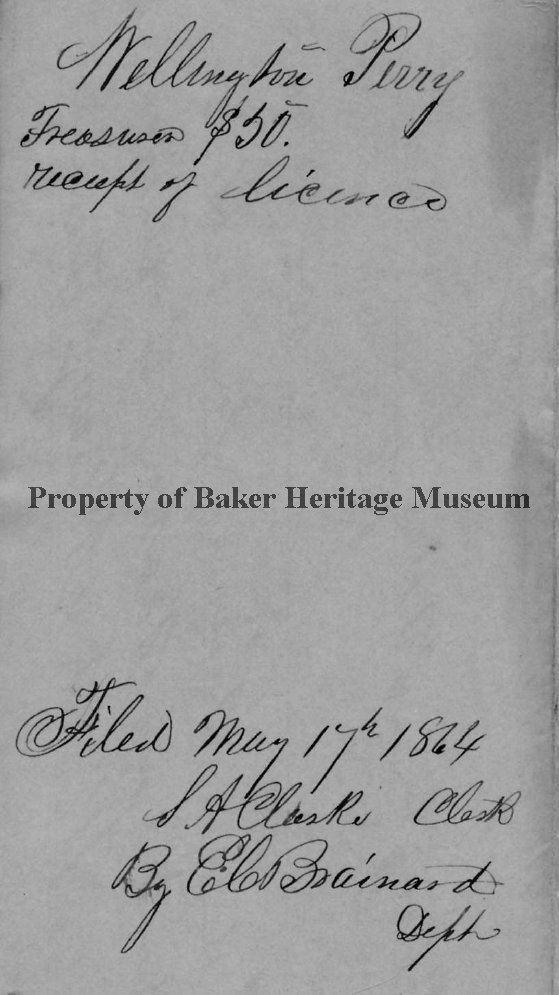 Wellington Perry
Treasurer $50.
receipt of licence
Property of Baker Heritage Museum
Filed May 17th 1864
S A Clarke Clerk
By E C Brainard
Depty